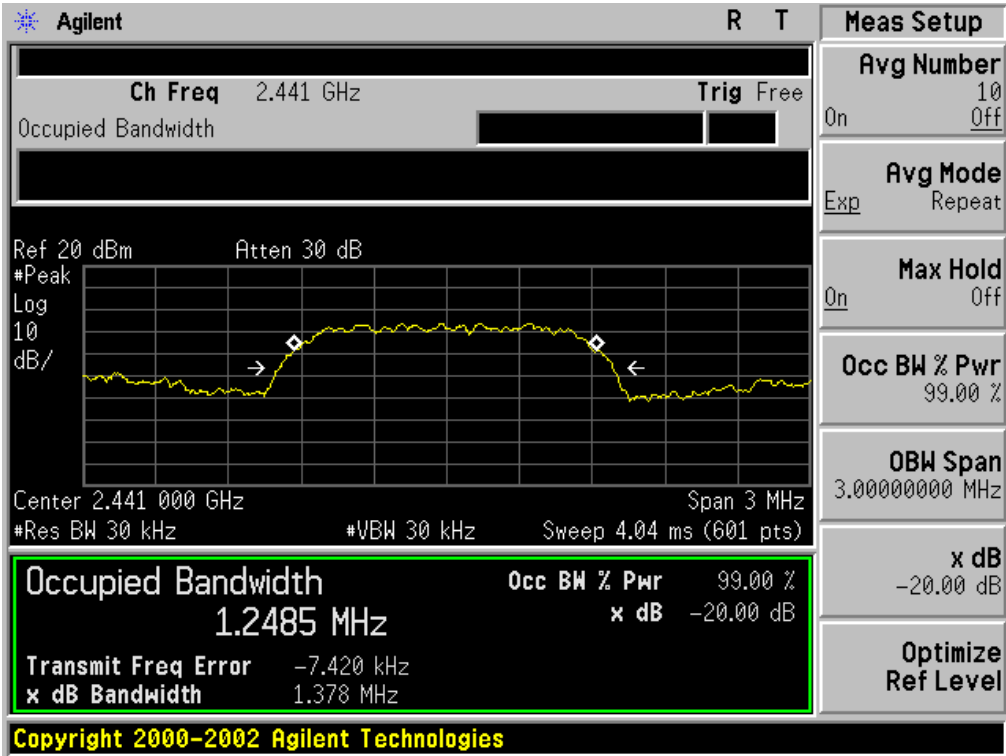 Agilent R T
Ch Freq 2.441 GHz Trig Free
Occupied Bandwidth
Ref 20 dBm Atten 30 dB
#Peak
Log
10
dB/
Center 2.441 000 GHz Span 3 MHz
#Res BW 30 kHz #VBW 30 kHz Sweep 4.04 ms (601 pts)
Occupied Bandwidth
1.2485 MHz
Occ BW % Pwr 99.00 %
x dB -20.00 dB
Transmit Freq Error -7.420 kHz
x dB Bandwidth 1.378 MHz
Copyright 2000-2002 Agilent Technologies
Meas Setup
Avg Number
10
On Off
Avg Mode
Exp Repeat
Max Hold
On Off
Occ BW % Pwr
99.00 %
OBW Span
3.00000000 MHz
x dB
-20.00 dB
Optimize
Ref Level